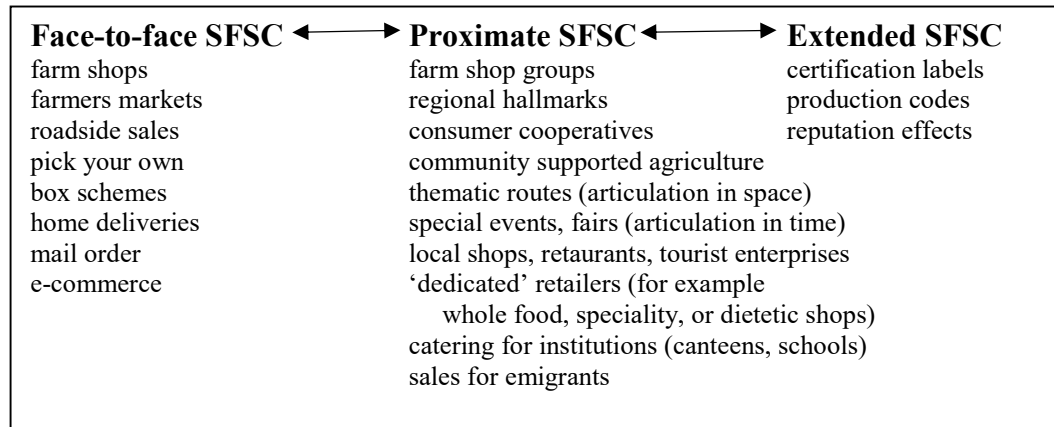 Face-to-face SFSC
farm shops
farmers markets
roadside sales
pick your own
box schemes
home deliveries
mail order
e-commerce
Proximate SFSC
farm shop groups
regional hallmarks
consumer cooperatives
community supported agriculture
thematic routes (articulation in space)
special events, fairs (articulation in time)
local shops, retaurants, tourist enterprises
‘dedicated’ retailers (for example
whole food, speciality, or dietetic shops)
catering for institutions (canteens, schools)
sales for emigrants
Extended SFSC
certification labels
production codes
reputation effects